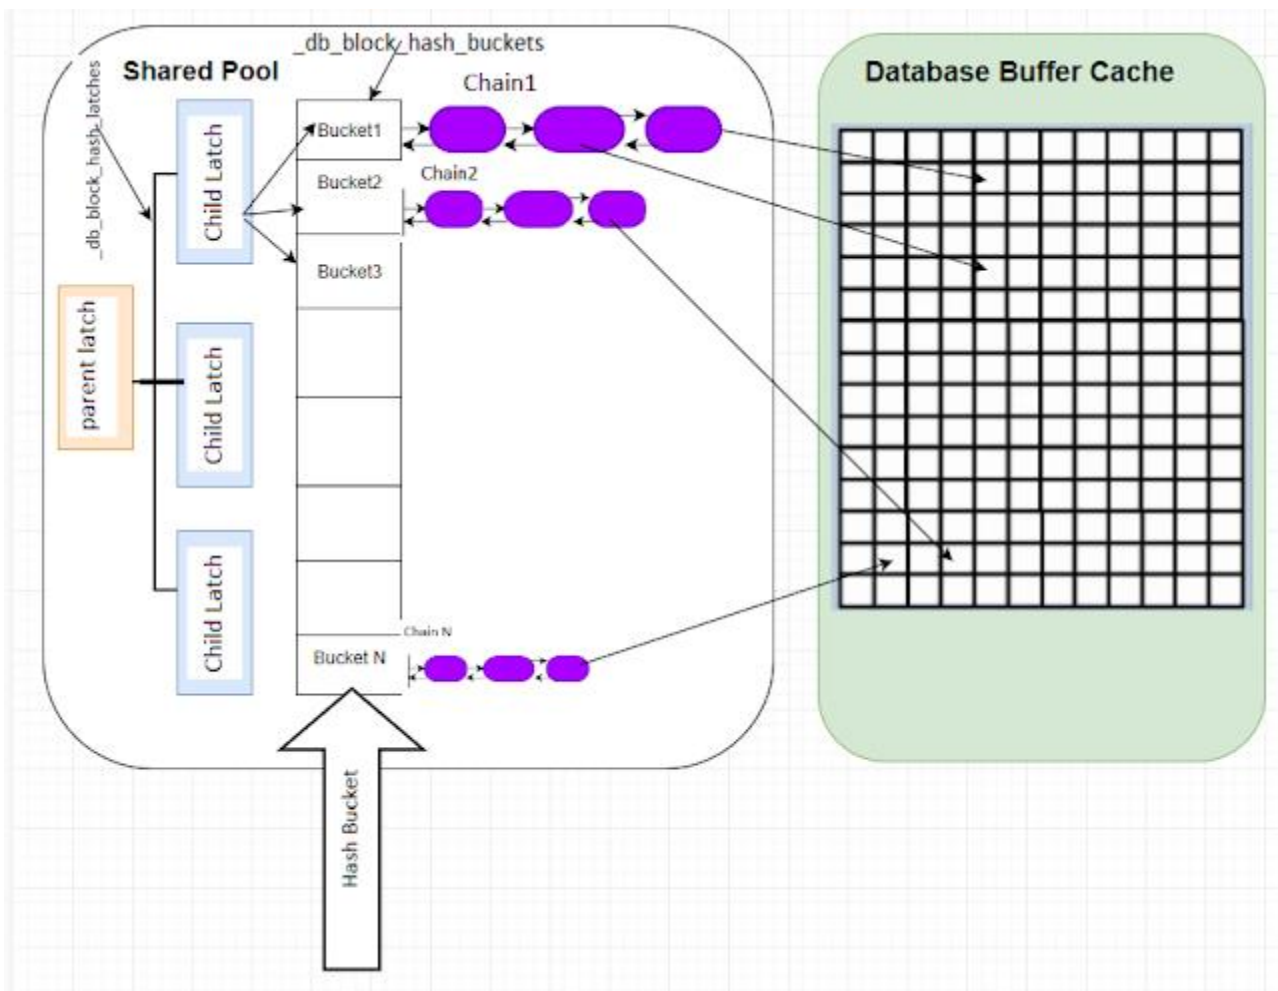 _db_block_hash_buckets
Shared Pool
Database Buffer Cache
_db_block_hash_latches
Chain1
Child Latch
Bucket1
Bucket2
Chain2
Bucket3
parent latch
Child Latch
Child Latch
Chain N
Bucket N
Hash Bucket